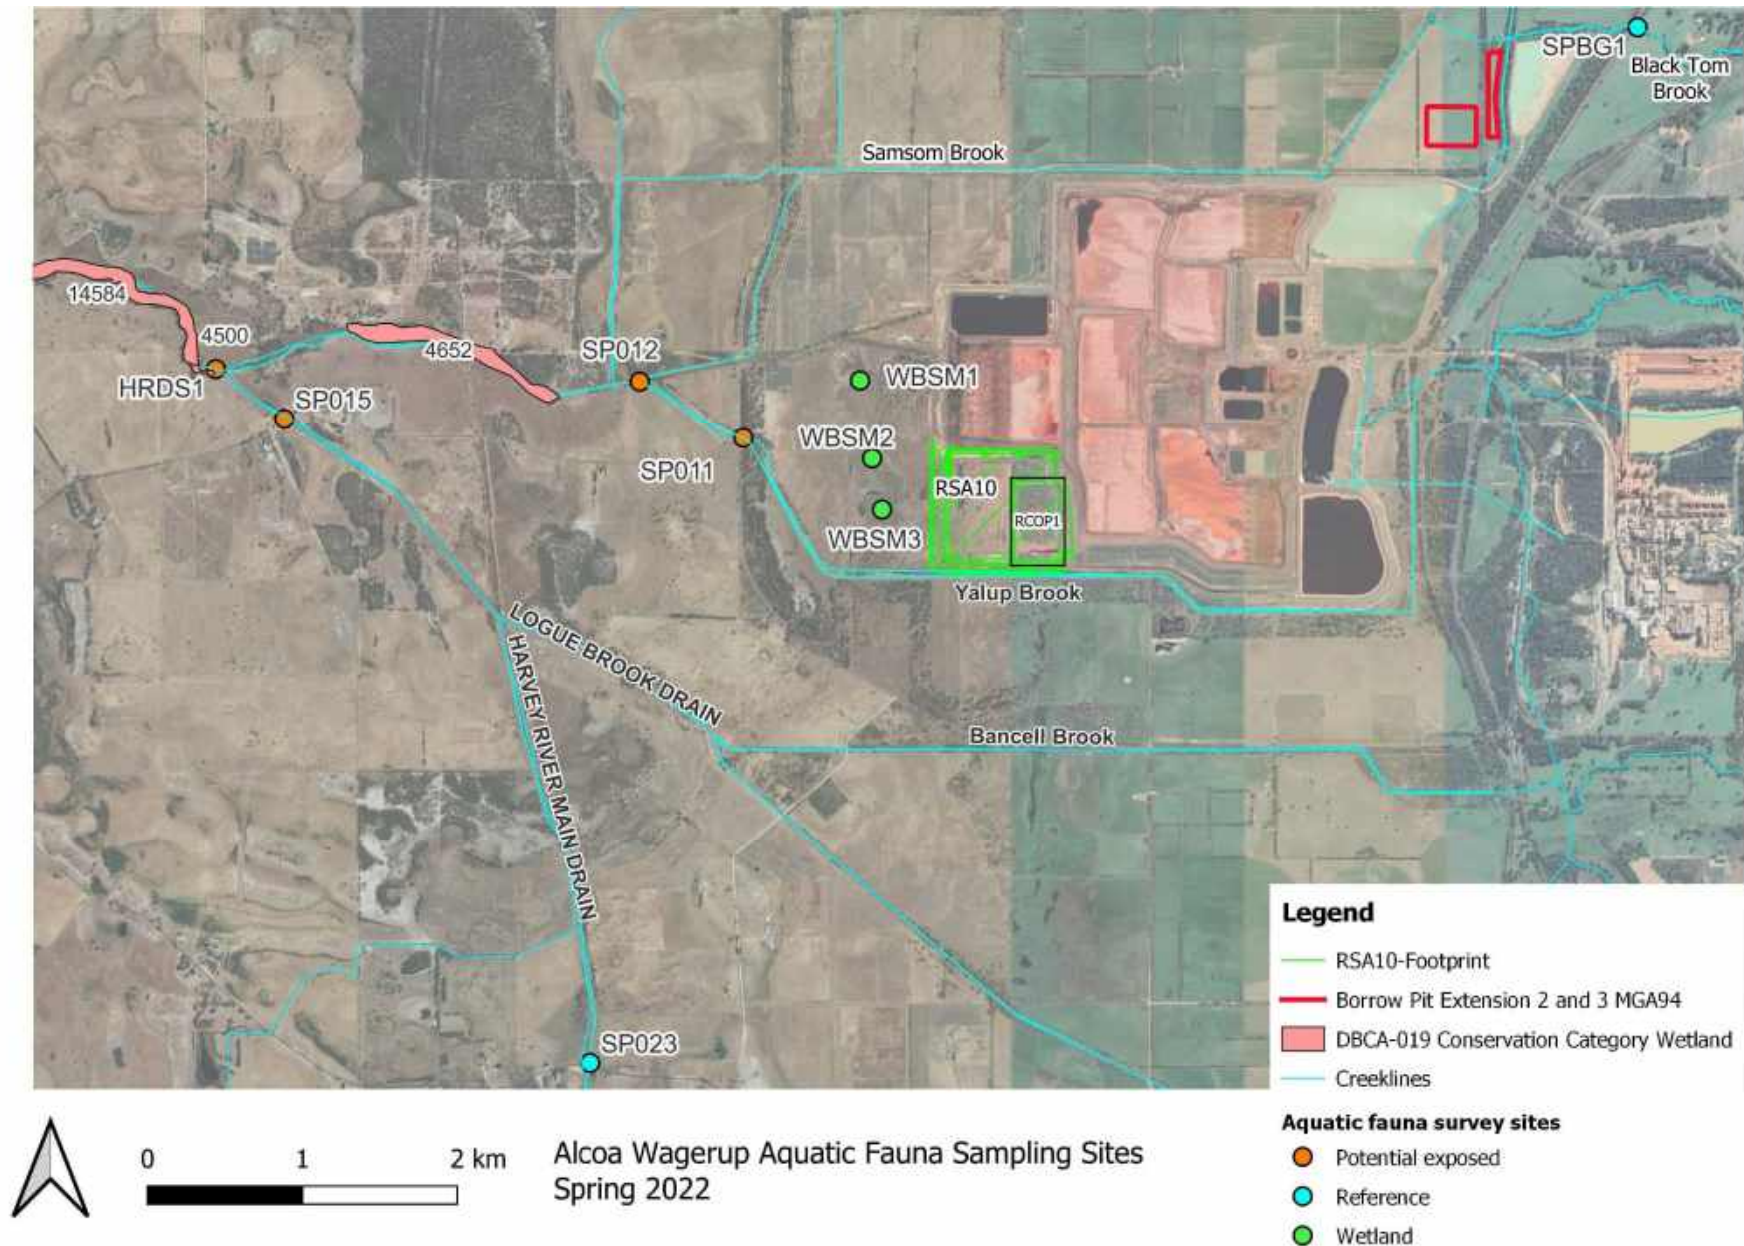 SPBG1
Black Tom
Brook
Samsom Brook
14584
4500
4652
SP012
HRDS1
SP015
WBSM1
WBSM2
SP011
RSA10
RCOP1
WBSM3
Yalup Brook
LOGUE BROOK DRAIN
HARVEY RIVER MAIN DRAIN
Bancell Brook
SP023
Legend
RSA10-Footprint
Borrow Pit Extension 2 and 3 MGA94
DBCA-019 Conservation Category Wetland
Creeklines
Aquatic fauna survey sites
Potential exposed
Reference
Wetland
0 1 2 km
Alcoa Wagerup Aquatic Fauna Sampling Sites
Spring 2022